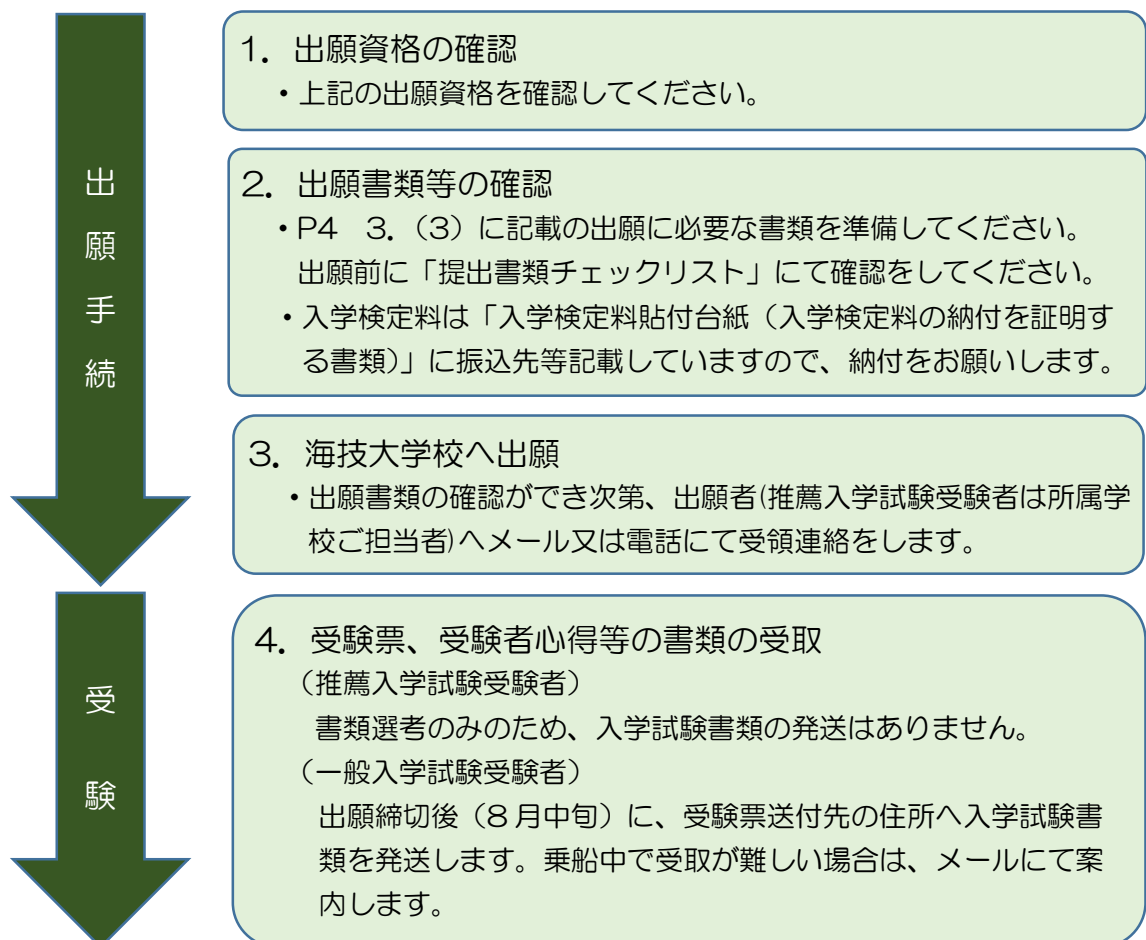 出願手続
1．出願資格の確認
・上記の出願資格を確認してください。
2．出願書類等の確認
・P4　3．（3）に記載の出願に必要な書類を準備してください。
出願前に「提出書類チェックリスト」にて確認をしてください。
・入学検定料は「入学検定料貼付台紙（入学検定料の納付を証明す
る書類）」に振込先等記載していますので、納付をお願いします。
3．海技大学校へ出願
・出願書類の確認ができ次第、出願者(推薦入学試験受験者は所属学
校ご担当者)へメール又は電話にて受領連絡をします。
受験
4．受験票、受験者心得等の書類の受取
（推薦入学試験受験者）
書類選考のみのため、入学試験書類の発送はありません。
（一般入学試験受験者）
出願締切後（8月中旬）に、受験票送付先の住所へ入学試験書
類を発送します。乗船中で受取が難しい場合は、メールにて案
内します。